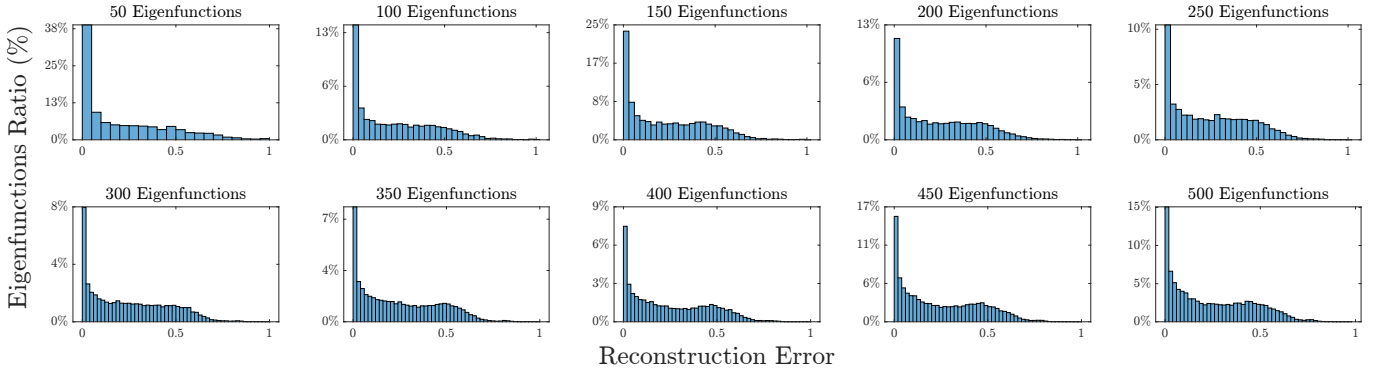 Eigenfunctions Ratio (%)
50 Eigenfunctions
38%
25%
13%
0%
0 0.5 1
100 Eigenfunctions
13%
6%
0%
0 0.5 1
150 Eigenfunctions
25%
17%
8%
0%
0 0.5 1
200 Eigenfunctions
13%
9%
4%
0%
0 0.5 1
250 Eigenfunctions
10%
5%
0%
0 0.5 1
300 Eigenfunctions
8%
4%
0%
0 0.5 1
350 Eigenfunctions
7%
4%
0%
0 0.5 1
400 Eigenfunctions
9%
6%
3%
0%
0 0.5 1
450 Eigenfunctions
17%
11%
6%
0%
0 0.5 1
500 Eigenfunctions
15%
10%
5%
0%
0 0.5 1
Reconstruction Error